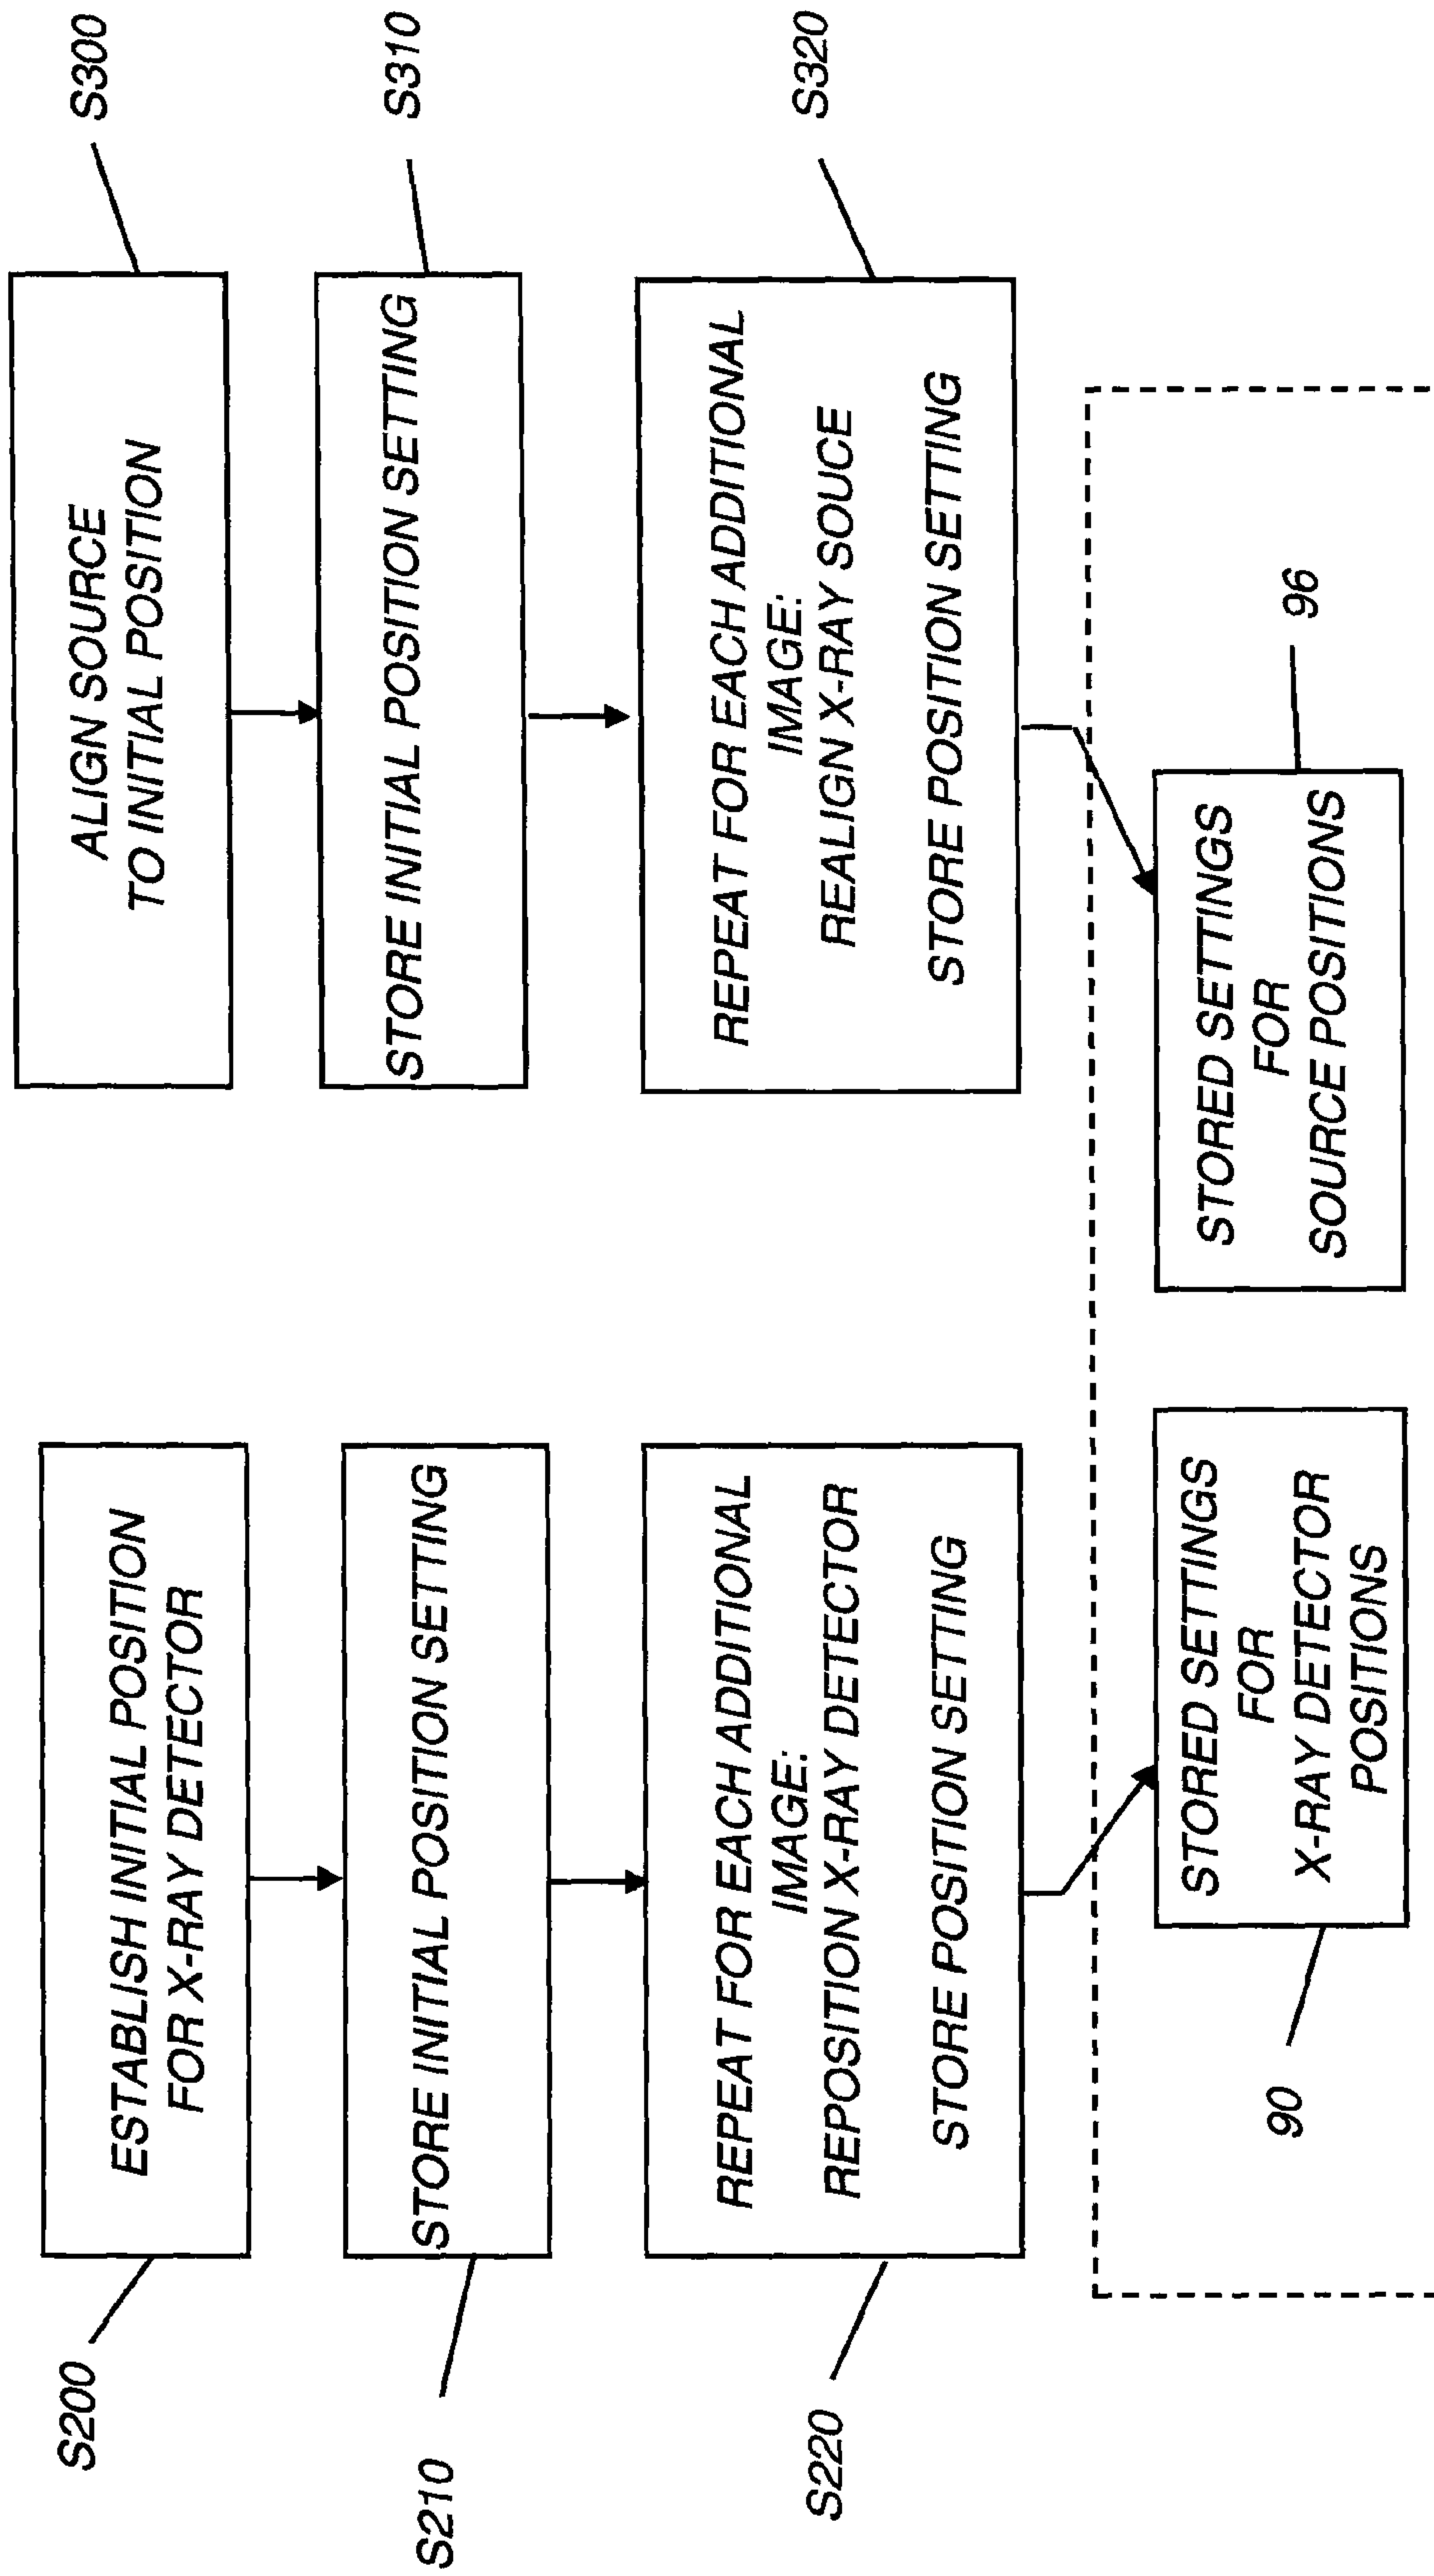 S200
ESTABLISH INITIAL POSITION
FOR X-RAY DETECTOR
S210
STORE INITIAL POSITION SETTING
S220
REPEAT FOR EACH ADDITIONAL
IMAGE:
REPOSITION X-RAY DETECTOR
STORE POSITION SETTING
90
STORED SETTINGS
FOR
X-RAY DETECTOR
POSITIONS
S300
ALIGN SOURCE
TO INITIAL POSITION
S310
STORE INITIAL POSITION SETTING
S320
REPEAT FOR EACH ADDITIONAL
IMAGE:
REALIGN X-RAY SOUCE
STORE POSITION SETTING
96
STORED SETTINGS
FOR
SOURCE POSITIONS